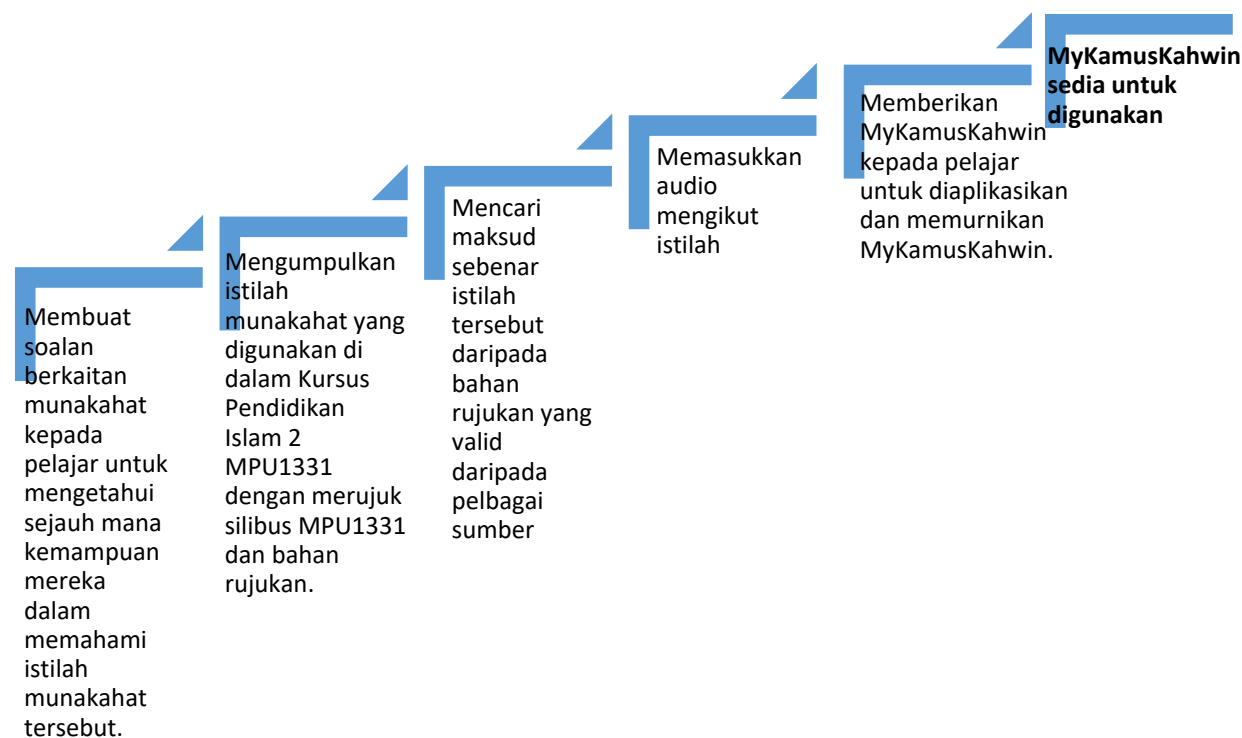 Membuat
soalan
berkaitan
munakahat
kepada
pelajar untuk
mengetahui
sejauh mana
kemampuan
mereka
dalam
memahami
istilah
munakahat
tersebut.
Mengumpulkan
istilah
munakahat yang
digunakan di
dalam Kursus
Pendidikan
Islam 2
MPU1331
dengan merujuk
silibus MPU1331
dan bahan
rujukan.
Mencari
maksud
sebenar
istilah
tersebut
daripada
bahan
rujukan yang
valid
daripada
pelbagai
sumber
Memasukkan
audio
mengikut
istilah
Memberikan
MyKamusKahwin
kepada pelajar
untuk diaplikasikan
dan memurnikan
MyKamusKahwin.
MyKamusKahwin
sedia untuk
digunakan